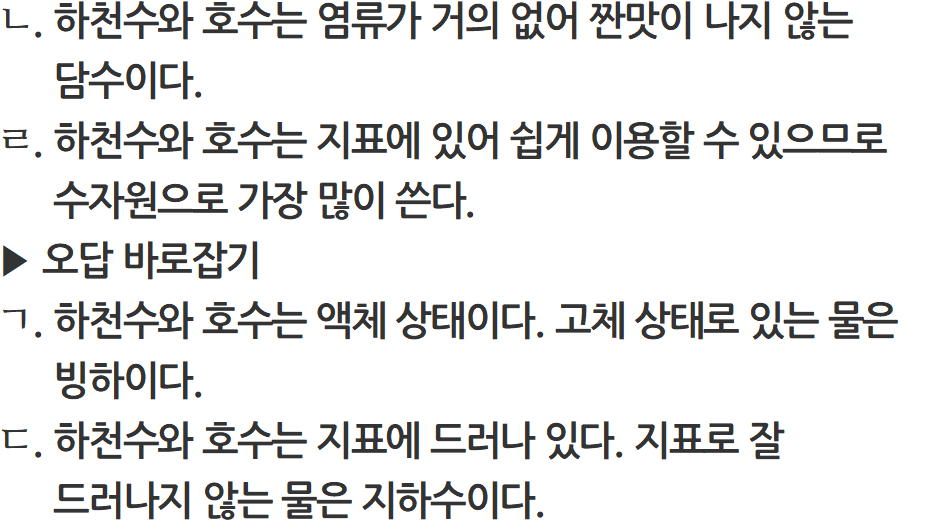 ㄴ. 하천수와 호수는 염류가 거의 없어 짠맛이 나지 않는
담수이다.
ㄹ. 하천수와 호수는 지표에 있어 쉽게 이용할 수 있으므로
수자원으로 가장 많이 쓴다.
▶ 오답 바로잡기
ㄱ. 하천수와 호수는 액체 상태이다. 고체 상태로 있는 물은
빙하이다.
ㄷ. 하천수와 호수는 지표에 드러나 있다. 지표로 잘
드러나지 않는 물은 지하수이다.